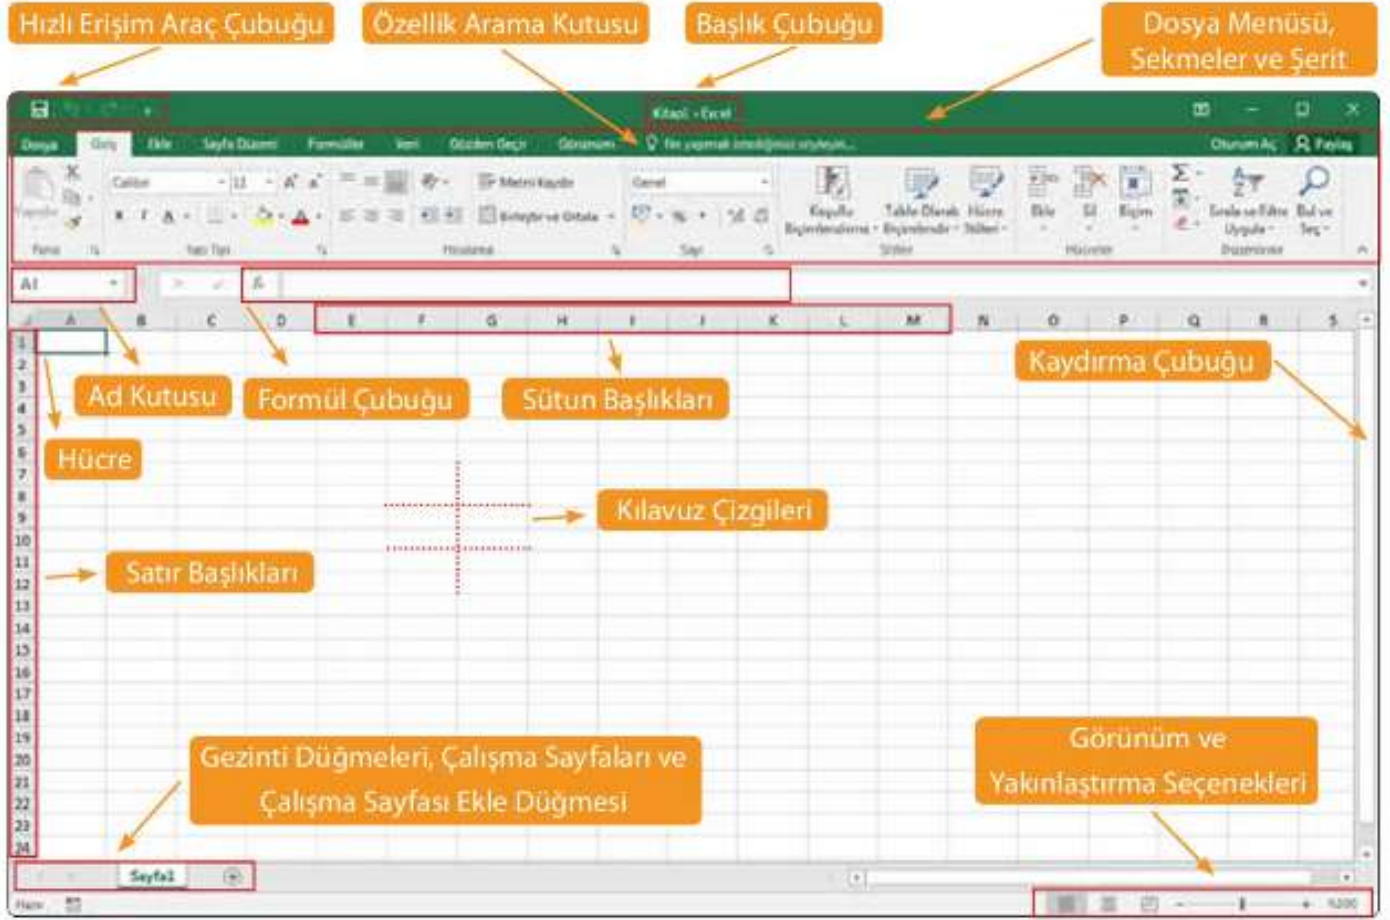 Hızlı Erişim Araç Çubuğu
Özellik Arama Kutusu
Başlık Çubuğu
Dosya Menüsü,
Sekmeler ve Şerit
Kitap1 - Excel
Dosya Giriş Ekle Sayfa Düzeni Formüller Veri Gözden Geçir Görünüm Ne yapmak istediğinizi söyleyin... Oturum Aç Paylaş
Calibri 11 Metni Kaydır Genel
Yapıştır K T A Birleştir ve Ortala % Koşullu Tablo Olarak Hücre Ekle Sil Biçim Sırala ve Filtre Bul ve
Biçimlendirme Biçimlendir Stilleri Uygula Seç
Pano Yazı Tipi Hizalama Sayı Stiller Hücreler Düzenleme
A1 fx
A B C D E F G H I J K L M N O P Q R S
1
2
3
4
5
6
7
8
9
10
11
12
13
14
15
16
17
18
19
20
21
22
23
24
Ad Kutusu
Formül Çubuğu
Sütun Başlıkları
Kaydırma Çubuğu
Hücre
Kılavuz Çizgileri
Satır Başlıkları
Gezinti Düğmeleri, Çalışma Sayfaları ve
Çalışma Sayfası Ekle Düğmesi
Görünüm ve
Yakınlaştırma Seçenekleri
Sayfa1
Hazır %100